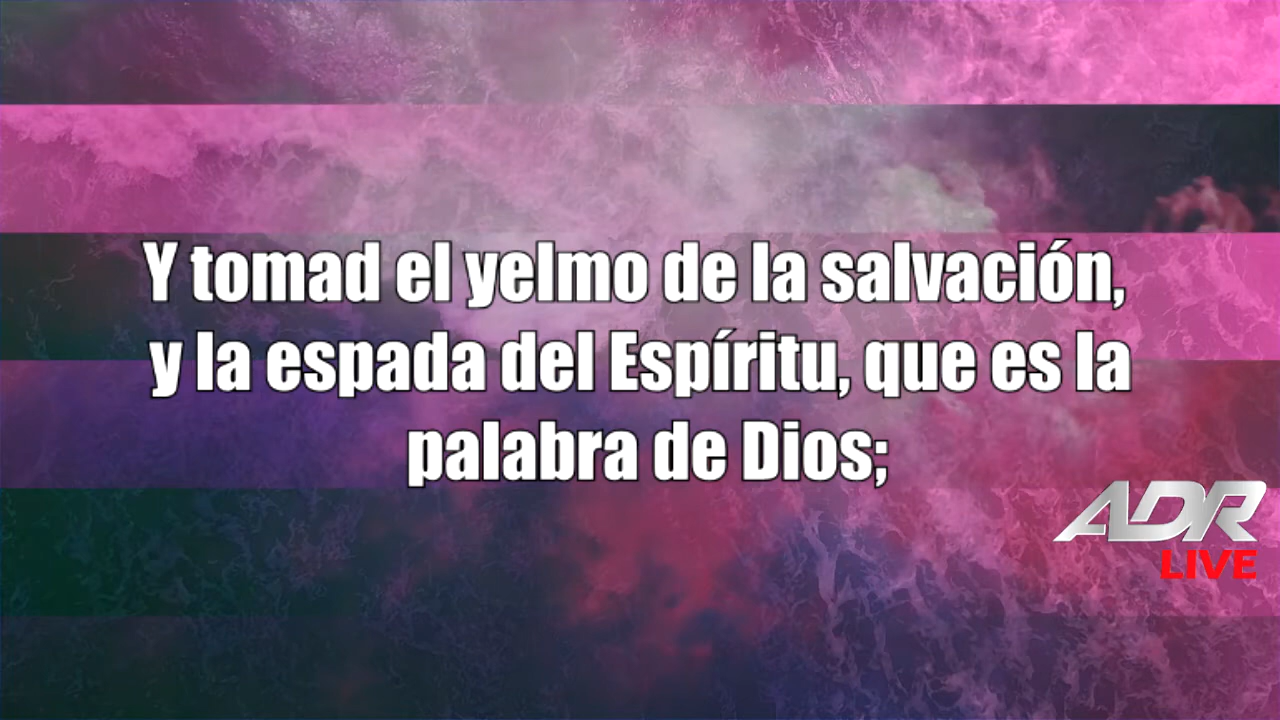 Y tomad el yelmo de la salvación,
y la espada del Espíritu, que es la
palabra de Dios;
ADR
LIVE